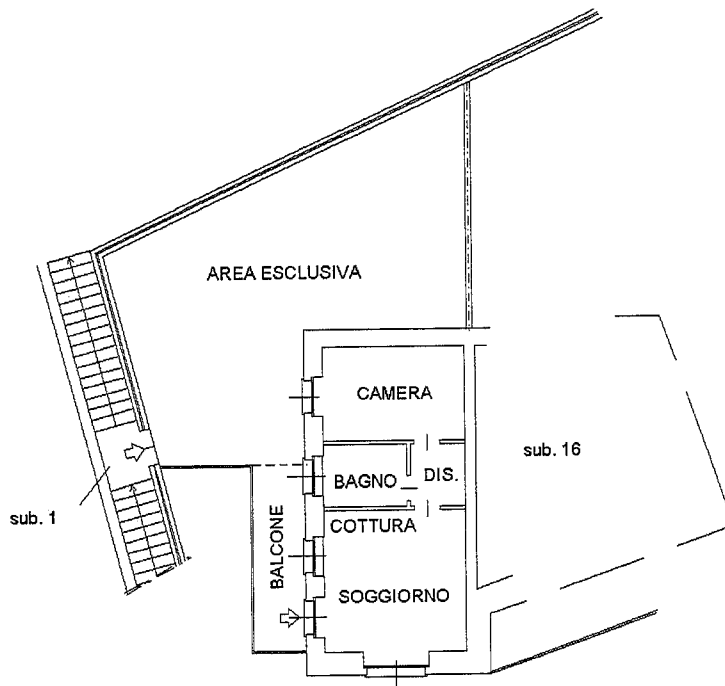 AREA ESCLUSIVA
CAMERA
sub. 16
DIS.
BAGNO
sub. 1
COTTURA
BALCONE
SOGGIORNO